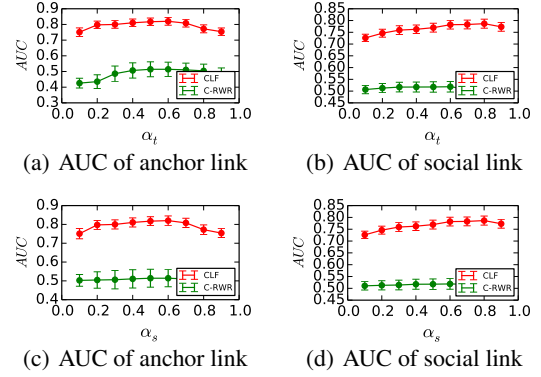 0.9
0.8
0.7
0.6
0.5
0.4
0.3
AUC
CLF
C-RWR
0.0 0.2 0.4 0.6 0.8 1.0
αt
(a) AUC of anchor link
0.85
0.80
0.75
0.70
0.65
0.60
0.55
0.50
0.45
AUC
CLF
C-RWR
0.0 0.2 0.4 0.6 0.8 1.0
αt
(b) AUC of social link
0.9
0.8
0.7
0.6
0.5
0.4
AUC
CLF
C-RWR
0.0 0.2 0.4 0.6 0.8 1.0
αs
(c) AUC of anchor link
0.85
0.80
0.75
0.70
0.65
0.60
0.55
0.50
0.45
AUC
CLF
C-RWR
0.0 0.2 0.4 0.6 0.8 1.0
αs
(d) AUC of social link